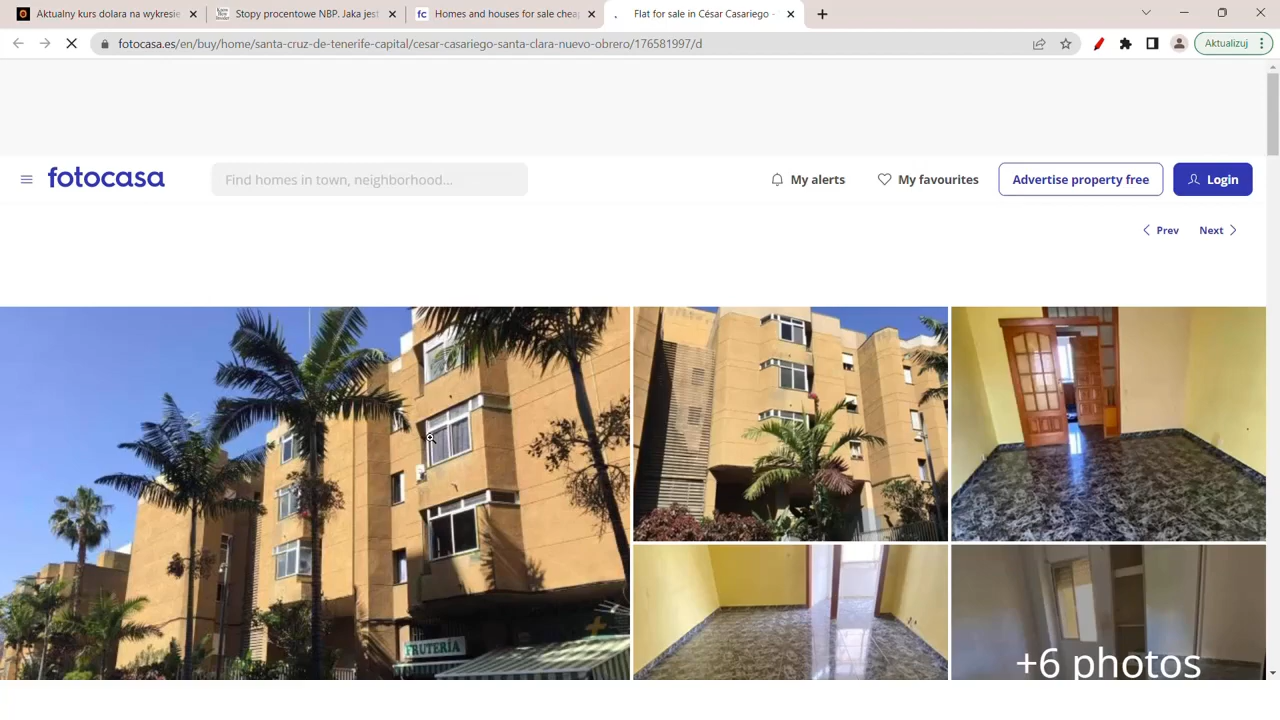 Aktualny kurs dolara na wykresie
Stopy procentowe NBP. Jaka jest
fc Homes and houses for sale cheap
Flat for sale in César Casariego -
fotocasa.es/en/buy/home/santa-cruz-de-tenerife-capital/cesar-casariego-santa-clara-nuevo-obrero/176581997/d
Aktualizuj
fotocasa
Find homes in town, neighborhood...
My alerts
My favourites
Advertise property free
Login
Prev
Next
FRUTERÍA
+6 photos